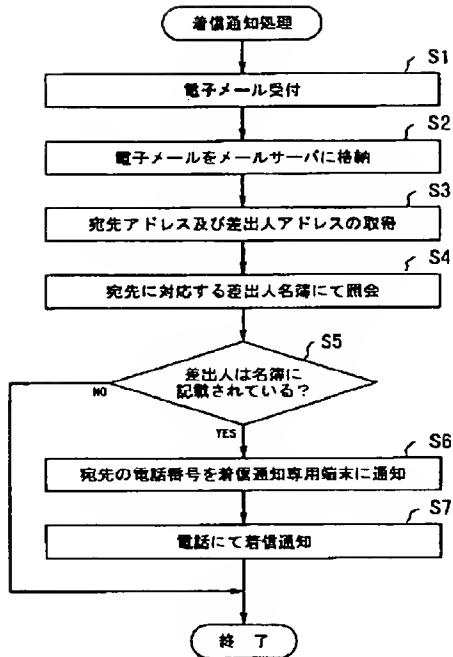 着信通知処理
S1
電子メール受付
S2
電子メールをメールサーバに格納
S3
宛先アドレス及び差出人アドレスの取得
S4
宛先に対応する差出人名簿にて照会
S5
差出人は名簿に
記載されている?
NO
YES
S6
宛先の電話番号を着信通知専用端末に通知
S7
電話にて着信通知
終 了